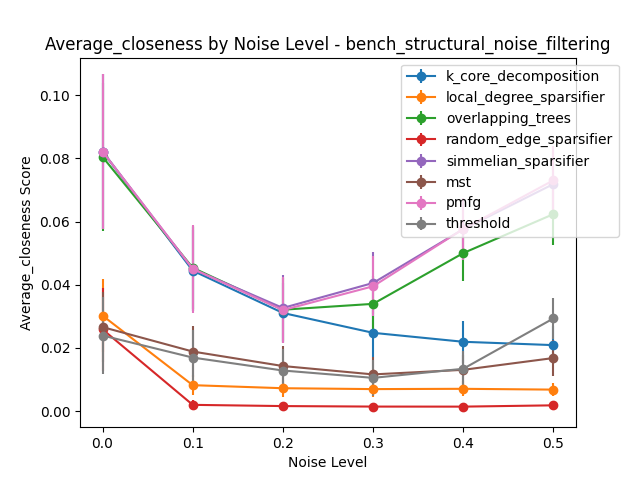 Average_closeness by Noise Level - bench_structural_noise_filtering
k_core_decomposition
local_degree_sparsifier
overlapping_trees
random_edge_sparsifier
simmelian_sparsifier
mst
pmfg
threshold
Average_closeness Score
0.10
0.08
0.06
0.04
0.02
0.00
0.0 0.1 0.2 0.3 0.4 0.5
Noise Level